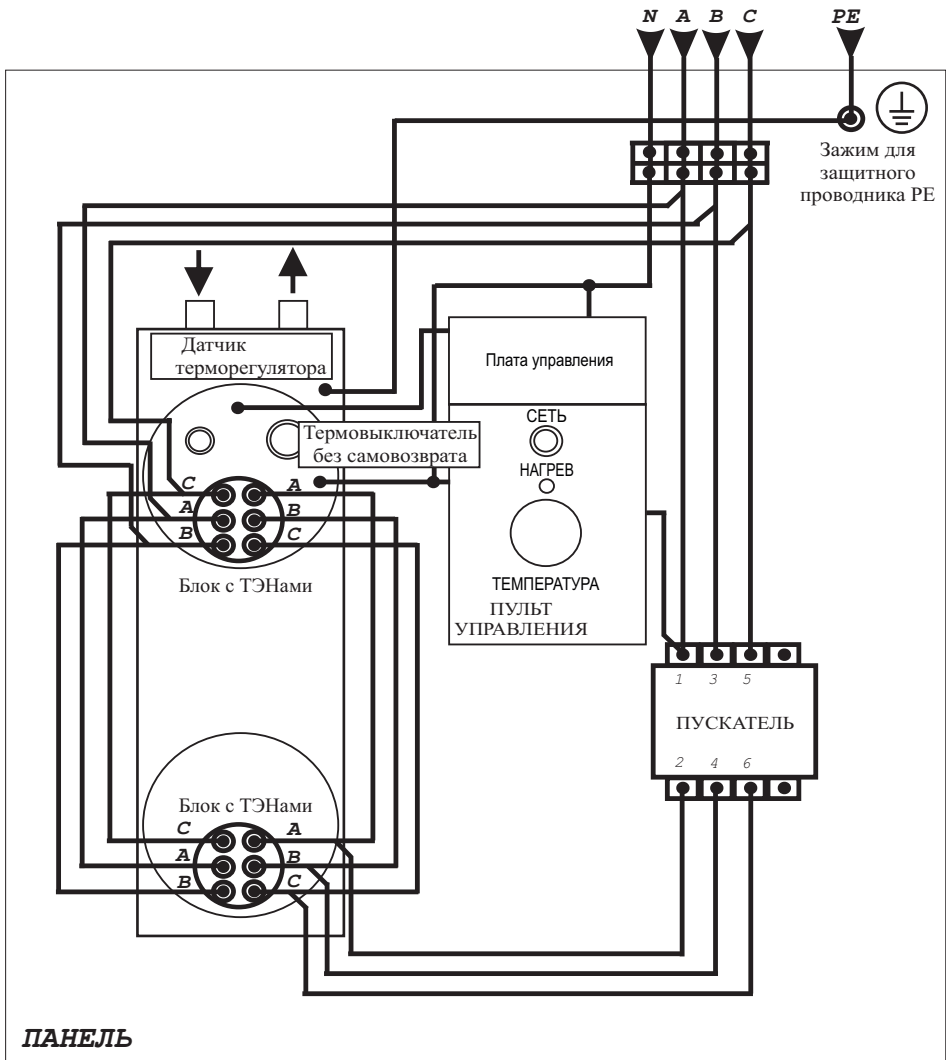 N A B C PE
Зажим для
защитного
проводника PE
Датчик
терморегулятора
Плата управления
СЕТЬ
Термовыключатель
без самовозврата
НАГРЕВ
C A
A B
B C
Блок с ТЭНами
ТЕМПЕРАТУРА
ПУЛЬТ
УПРАВЛЕНИЯ
1 3 5
ПУСКАТЕЛЬ
2 4 6
Блок с ТЭНами
C A
A B
B C
ПАНЕЛЬ